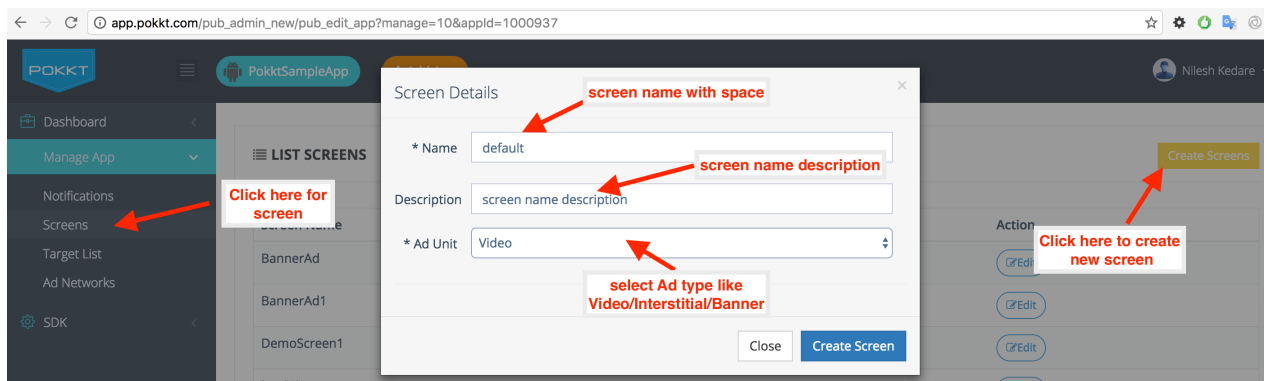 app.pokkt.com/pub_admin_new/pub_edit_app?manage=10&appId=1000937
POKKT
PokktSampleApp
Nilesh Kedare
Screen Details
screen name with space
×
Dashboard
Manage App
LIST SCREENS
* Name
default
Create Screens
screen name description
Notifications
Click here for
screen
Description
screen name description
Screens
Screen Name
Action
* Ad Unit
Video
Click here to create
new screen
Target List
BannerAd
Edit
Ad Networks
select Ad type like
Video/Interstitial/Banner
BannerAd1
Edit
SDK
DemoScreen1
Close
Create Screen
Edit